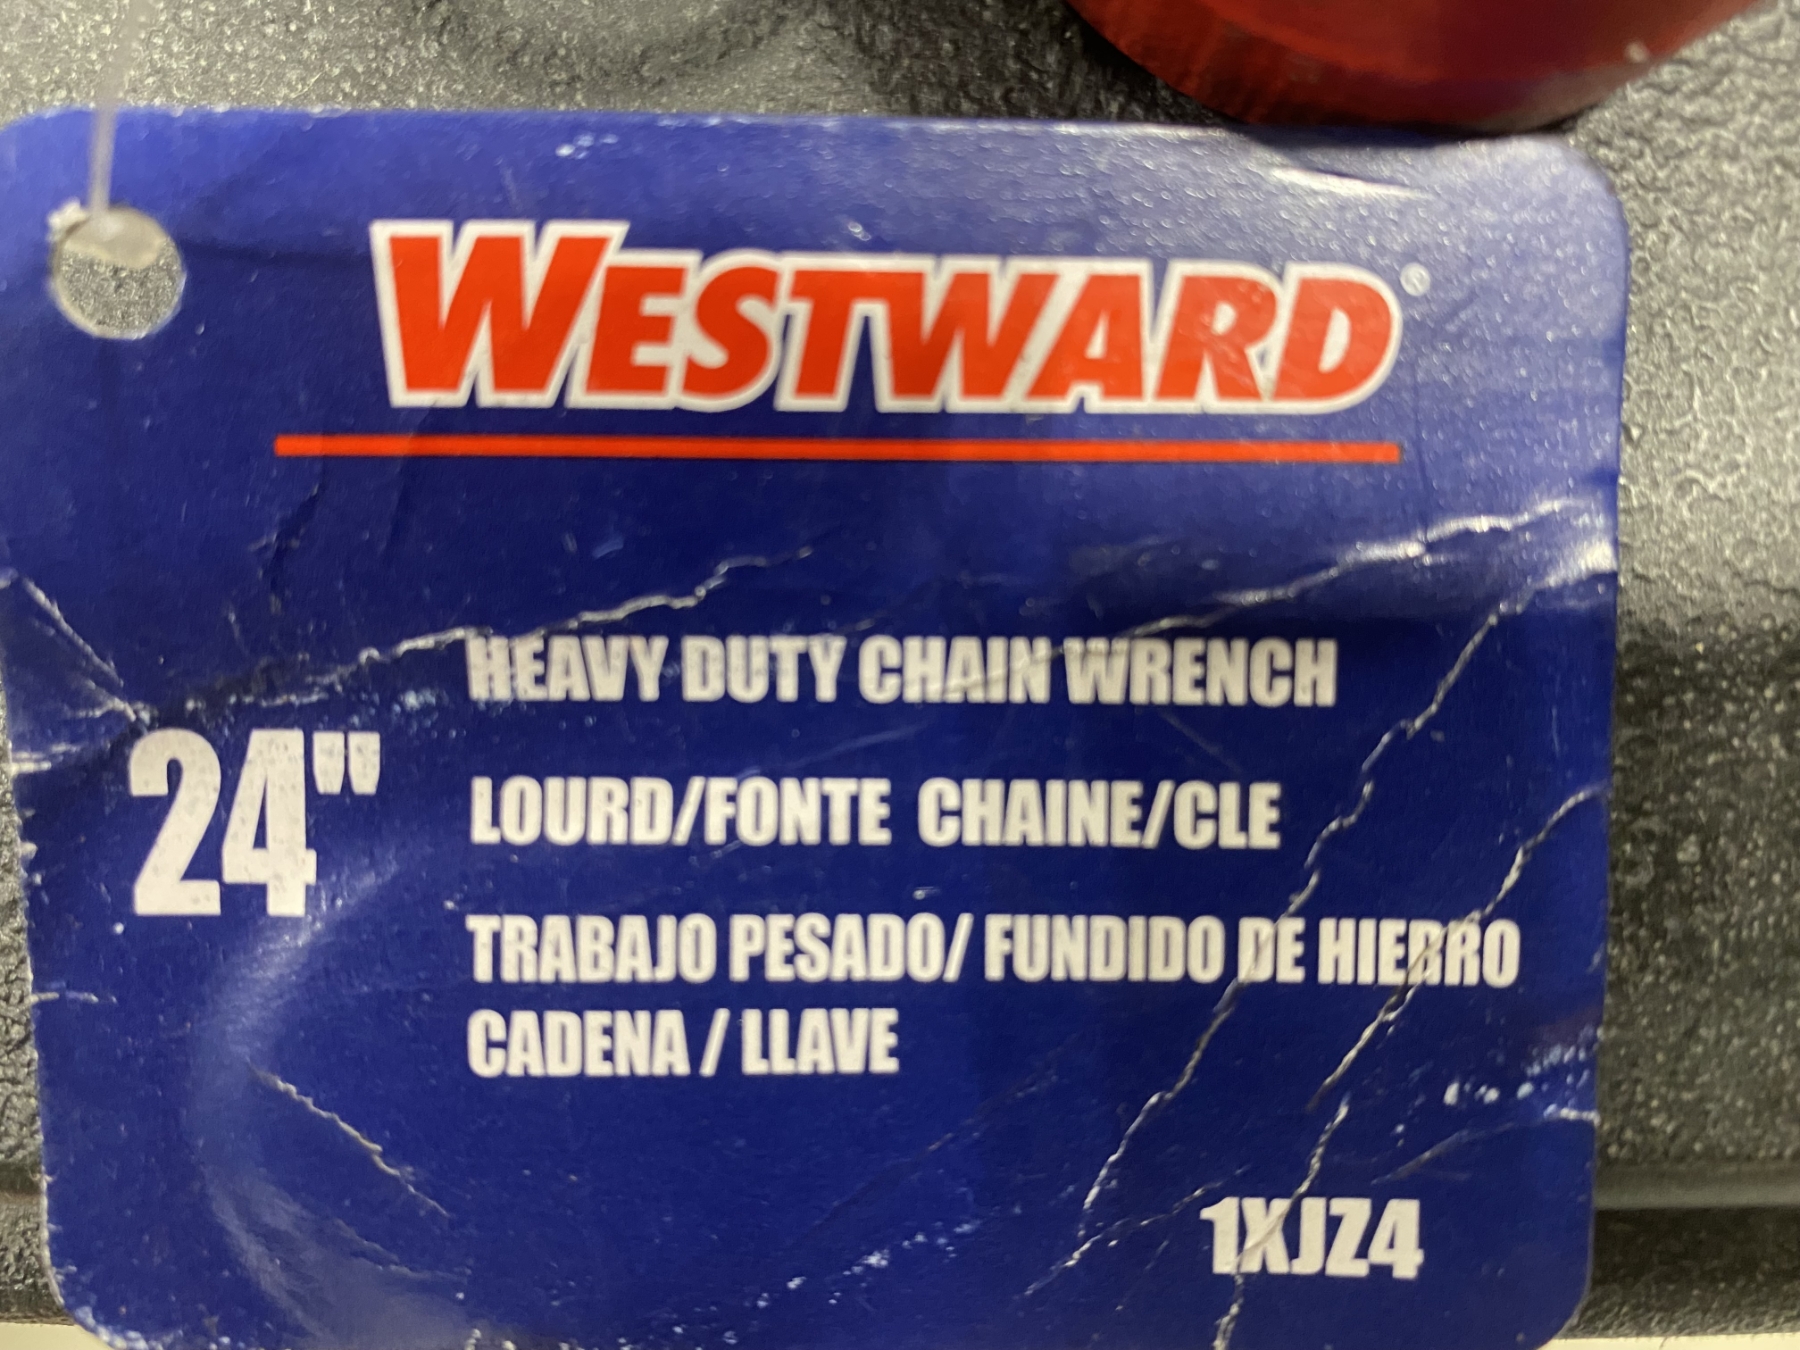 WESTWARD®
HEAVY DUTY CHAIN WRENCH
24"
LOURD/FONTE CHAINE/CLE
TRABAJO PESADO/ FUNDIDO DE HIERRO
CADENA / LLAVE
1XJZ4